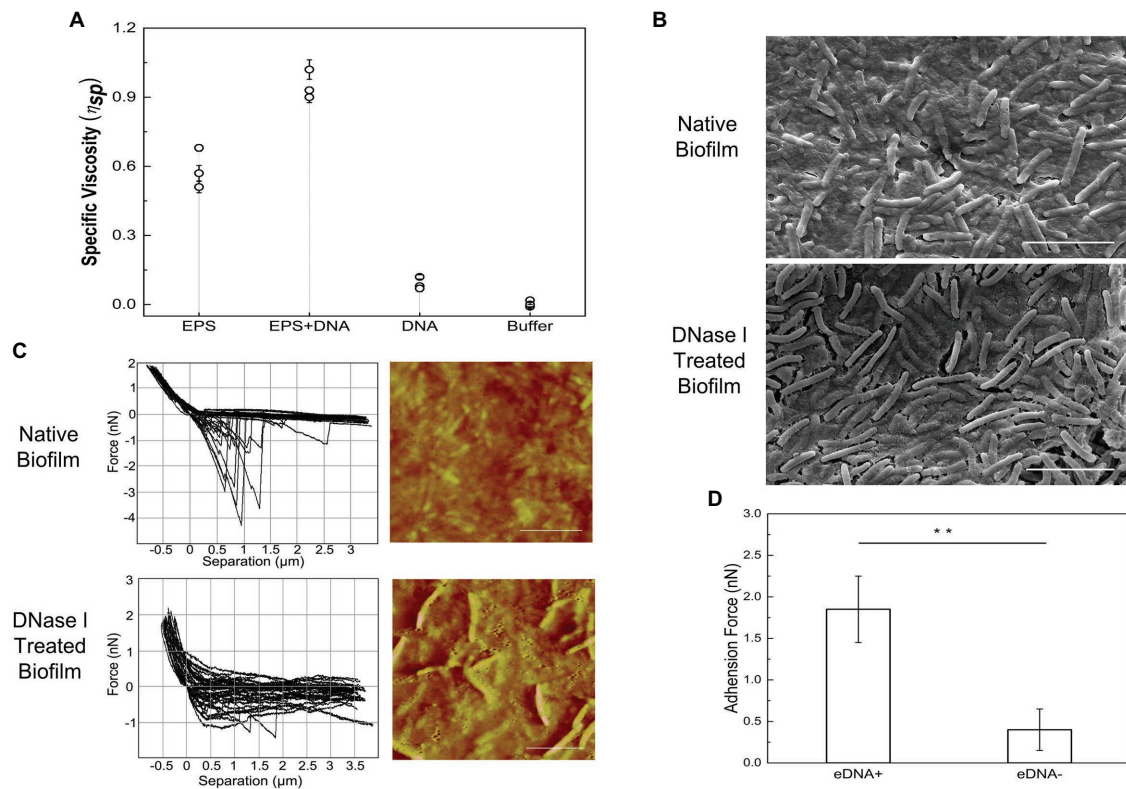 A
1.2
0.9
0.6
0.3
0.0
Specific Viscosity (ηsp)
EPS
EPS+DNA
DNA
Buffer
B
Native
Biofilm
DNase I
Treated
Biofilm
C
Native
Biofilm
2
1
0
-1
-2
-3
-4
Force (nN)
-0.5 0 0.5 1 1.5 2 2.5 3
Separation (µm)
DNase I
Treated
Biofilm
3
2
1
0
-1
Force (nN)
-0.5 0 0.5 1 1.5 2 2.5 3 3.5
Separation (µm)
D
3.0
2.5
2.0
1.5
1.0
0.5
0.0
Adhension Force (nN)
* *
eDNA+
eDNA-